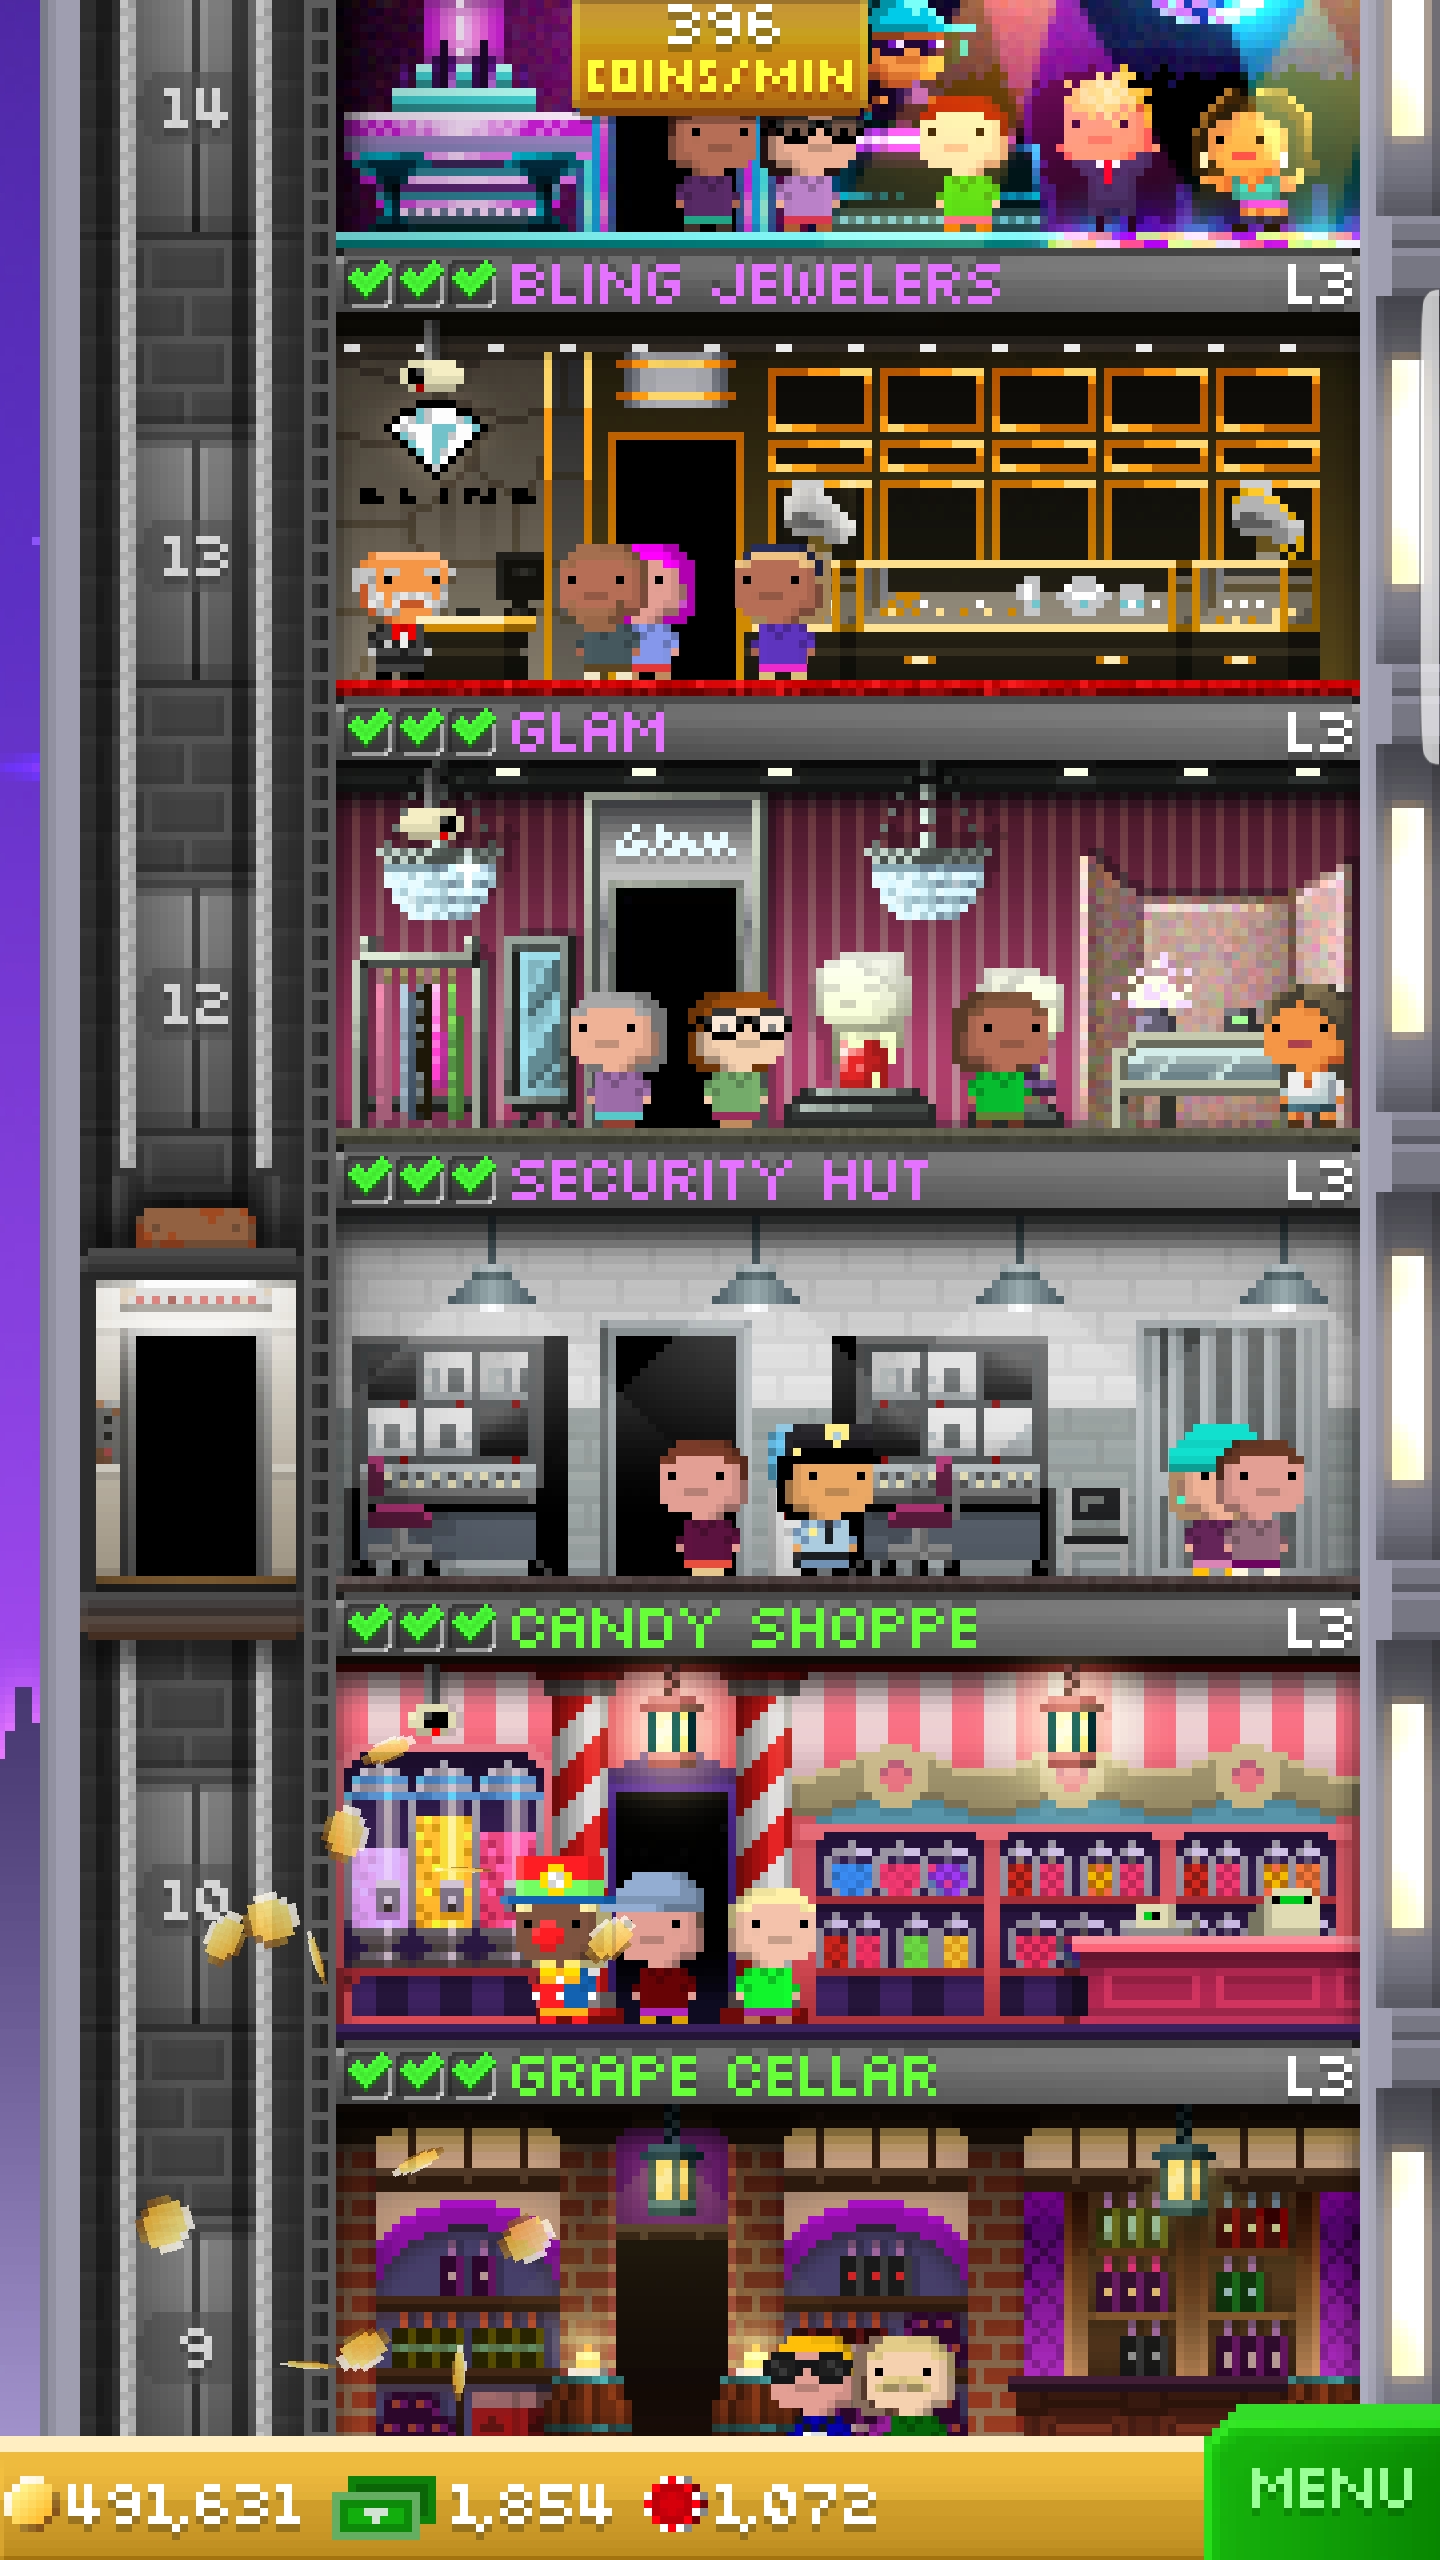 396
COINS/MIN
14
BLING JEWELERS L3
BLING
13
GLAM L3
Glam
12
SECURITY HUT L3
CANDY SHOPPE L3
10
GRAPE CELLAR L3
9
491,631 1,854 1,072
MENU